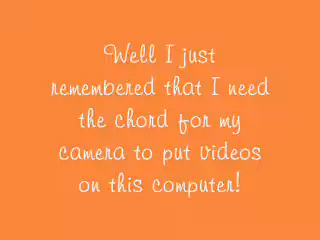 Well I just
remembered that I need
the chord for my
camera to put videos
on this computer!